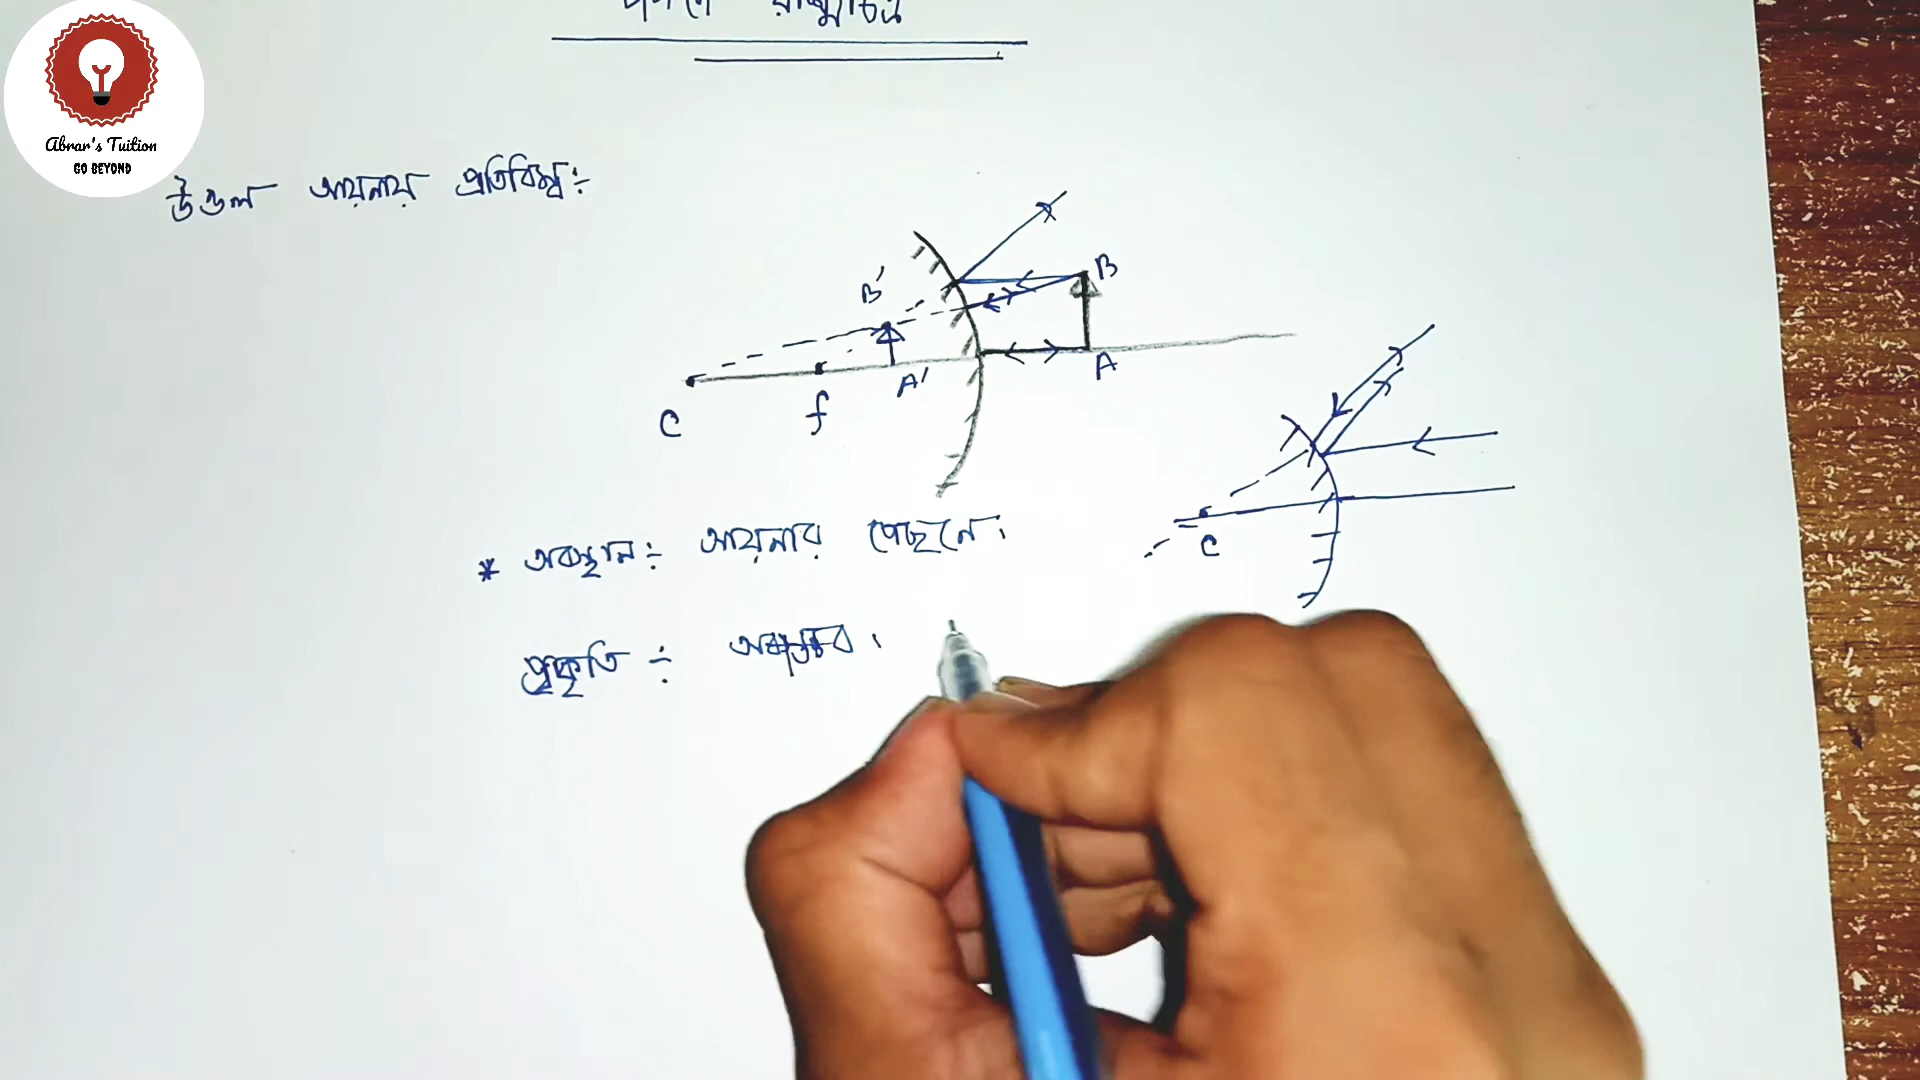 Abrar's Tuition
GO BEYOND
উত্তল আয়নায় প্রতিবিম্ব ÷
B'
B
A
A'
C
f
C
* অবস্থান ÷ আয়নার পেছনে।
প্রকৃতি ÷ অবাস্তব।